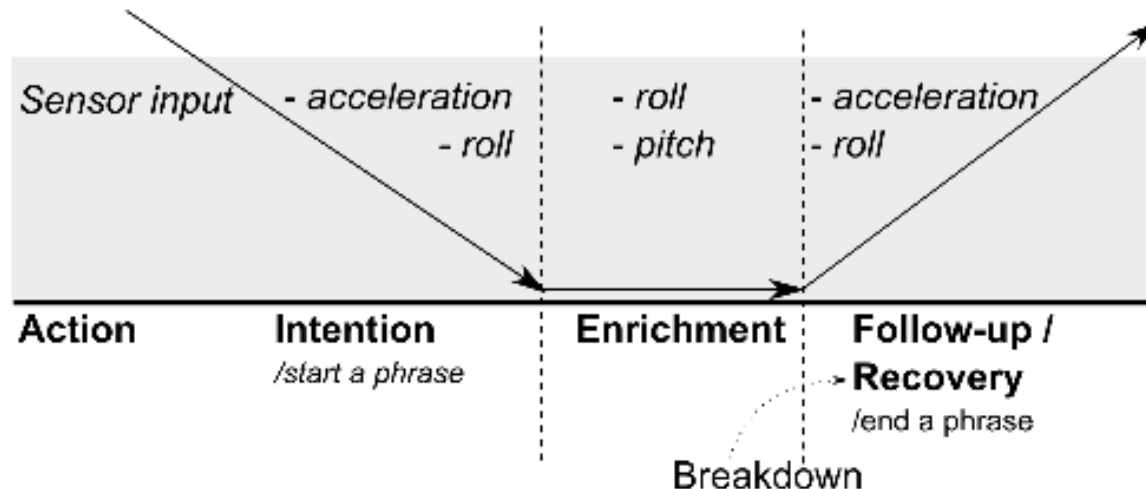 Sensor input
- acceleration
- roll
- roll
- pitch
- acceleration
- roll
Action
Intention
/start a phrase
Enrichment
Follow-up /
Recovery
/end a phrase
Breakdown